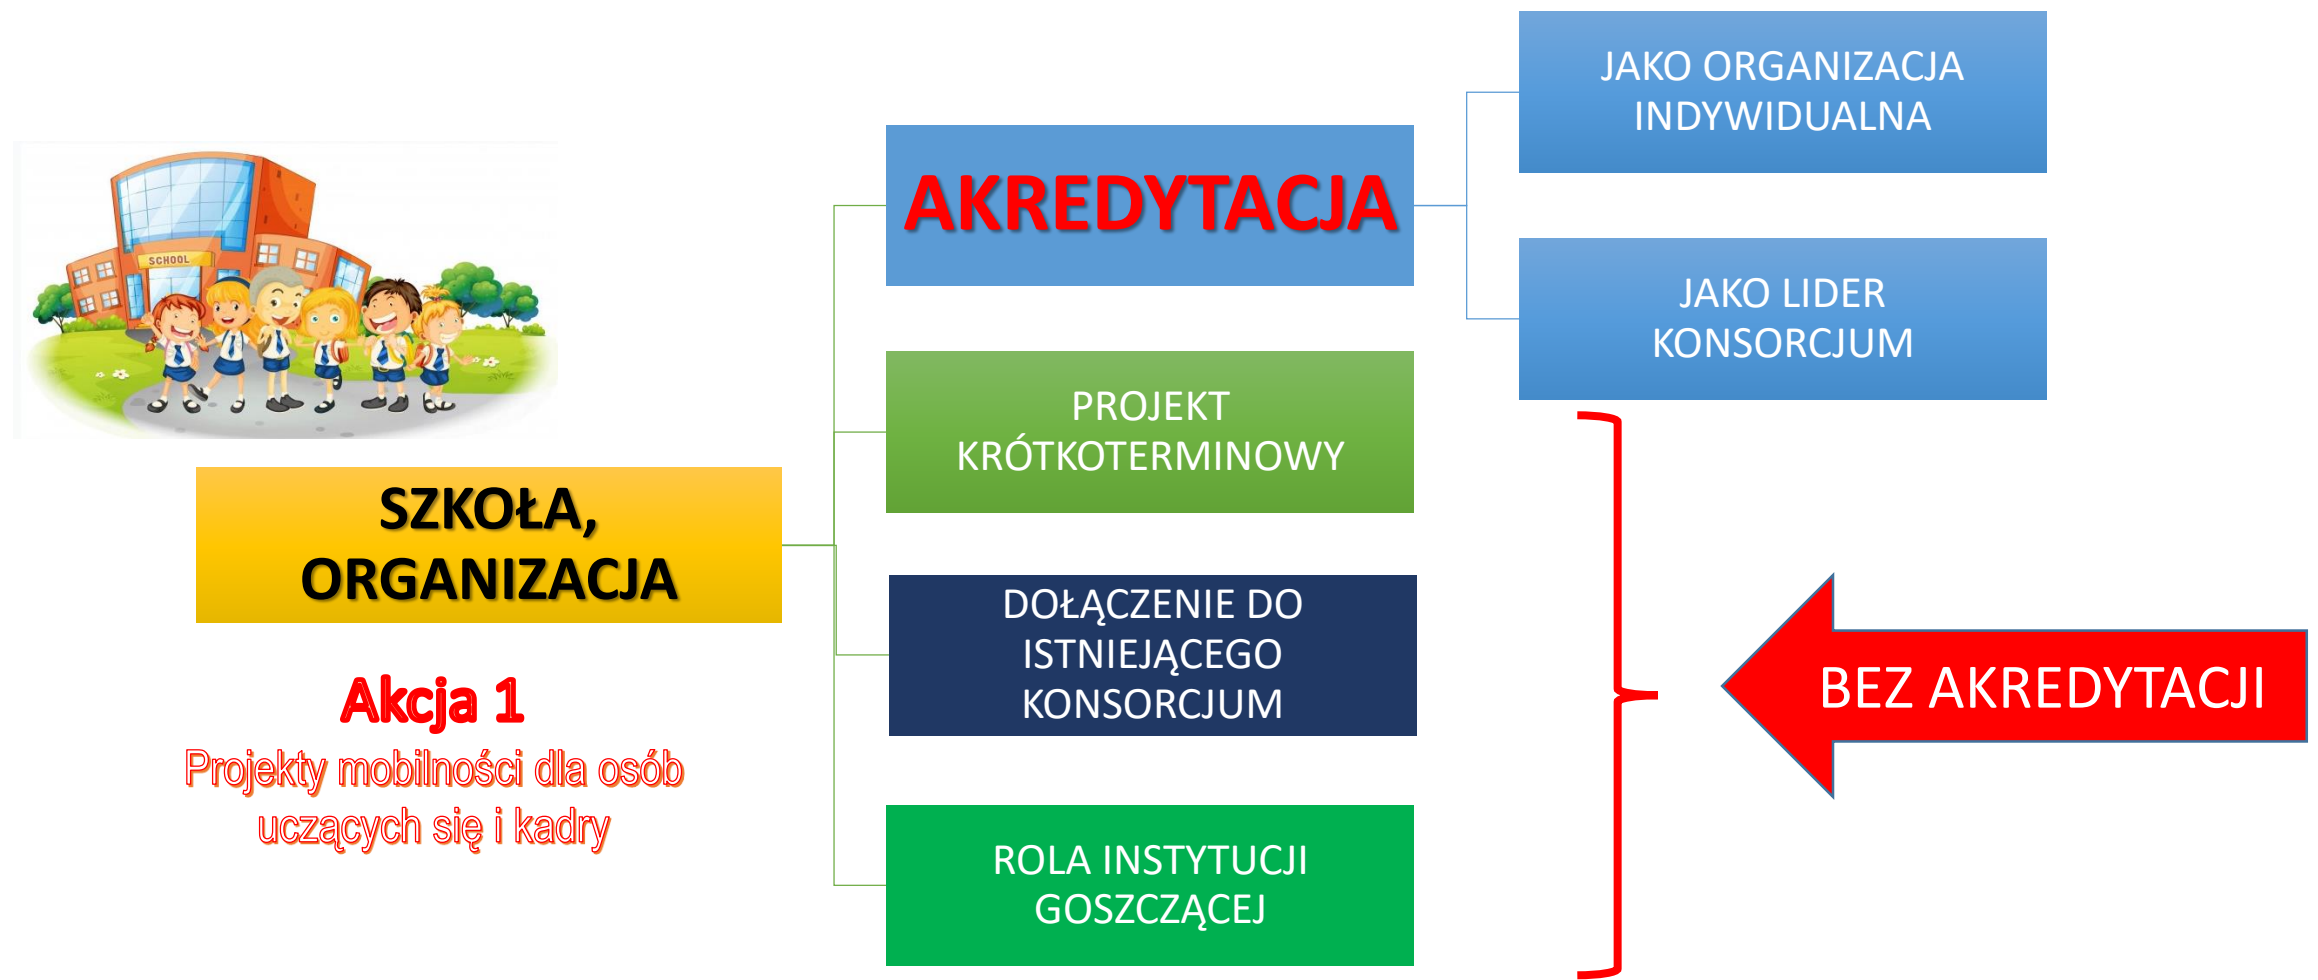 SCHOOL
SZKOŁA,
ORGANIZACJA
Akcja 1
Projekty mobilności dla osób
uczących się i kadry
AKREDYTACJA
JAKO ORGANIZACJA
INDYWIDUALNA
JAKO LIDER
KONSORCJUM
PROJEKT
KRÓTKOTERMINOWY
DOŁĄCZENIE DO
ISTNIEJĄCEGO
KONSORCJUM
ROLA INSTYTUCJI
GOSZCZĄCEJ
BEZ AKREDYTACJI